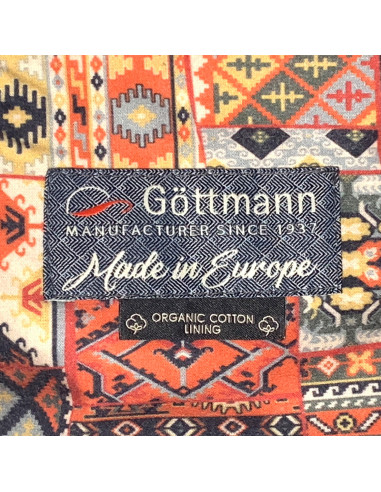 Göttmann
MANUFACTURER SINCE 1937
Made in Europe
ORGANIC COTTON
LINING